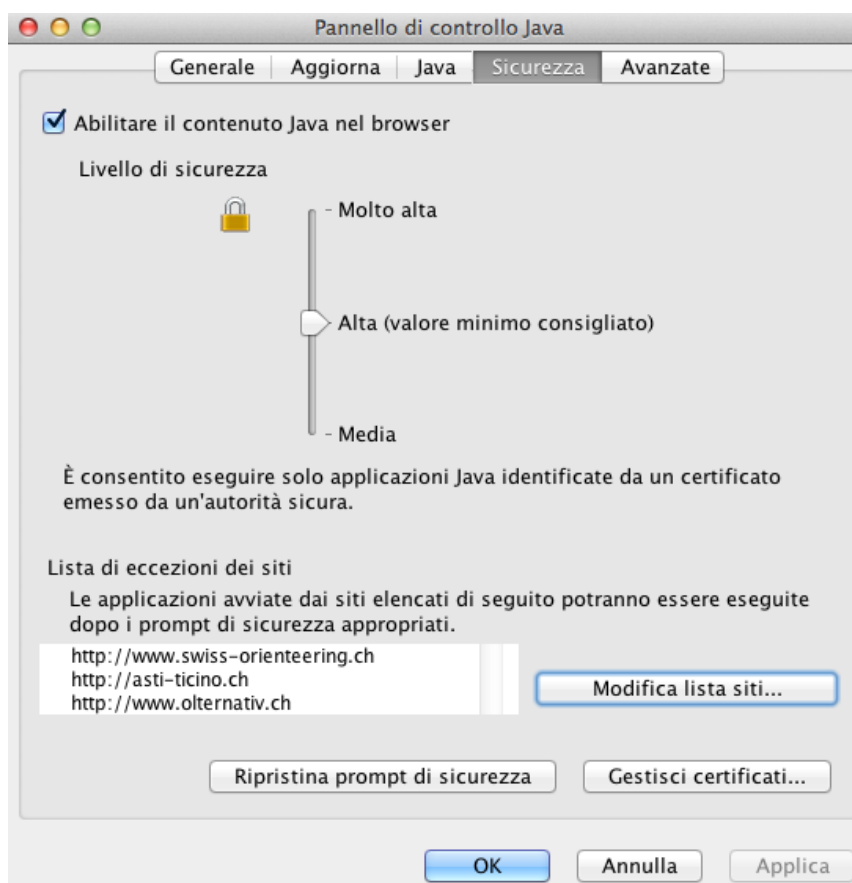 Pannello di controllo Java
Generale Aggiorna Java Sicurezza Avanzate
Abilitare il contenuto Java nel browser
Livello di sicurezza
- Molto alta
Alta (valore minimo consigliato)
- Media
È consentito eseguire solo applicazioni Java identificate da un certificato
emesso da un'autorità sicura.
Lista di eccezioni dei siti
Le applicazioni avviate dai siti elencati di seguito potranno essere eseguite
dopo i prompt di sicurezza appropriati.
http://www.swiss-orienteering.ch
http://asti-ticino.ch
http://www.olternativ.ch
Modifica lista siti...
Ripristina prompt di sicurezza Gestisci certificati...
OK Annulla Applica